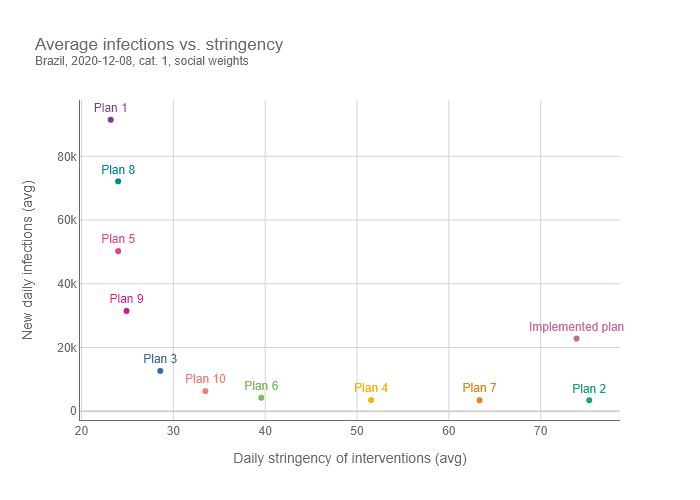 Average infections vs. stringency
Brazil, 2020-12-08, cat. 1, social weights
Plan 1
80k
Plan 8
60k
Plan 5
40k
Plan 9
Implemented plan
20k
Plan 3
Plan 10
Plan 6
Plan 4
Plan 7
Plan 2
0
20
30
40
50
60
70
New daily infections (avg)
Daily stringency of interventions (avg)